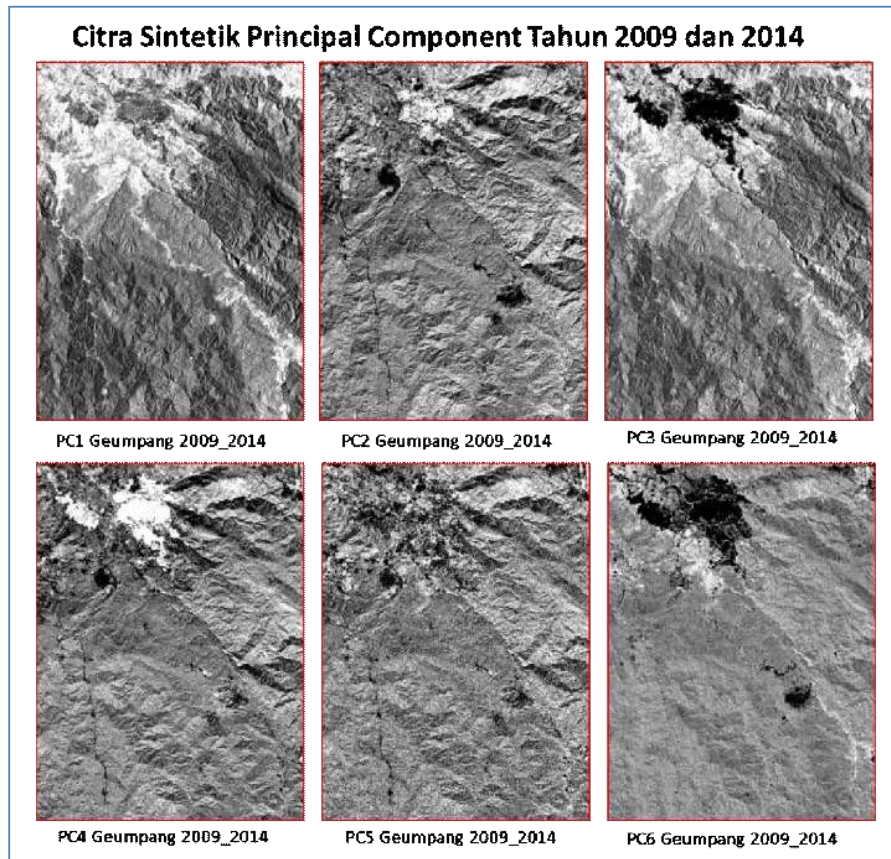 Citra Sintetik Principal Component Tahun 2009 dan 2014
PC1 Geumpang 2009_2014
PC2 Geumpang 2009_2014
PC3 Geumpang 2009_2014
PC4 Geumpang 2009_2014
PC5 Geumpang 2009_2014
PC6 Geumpang 2009_2014